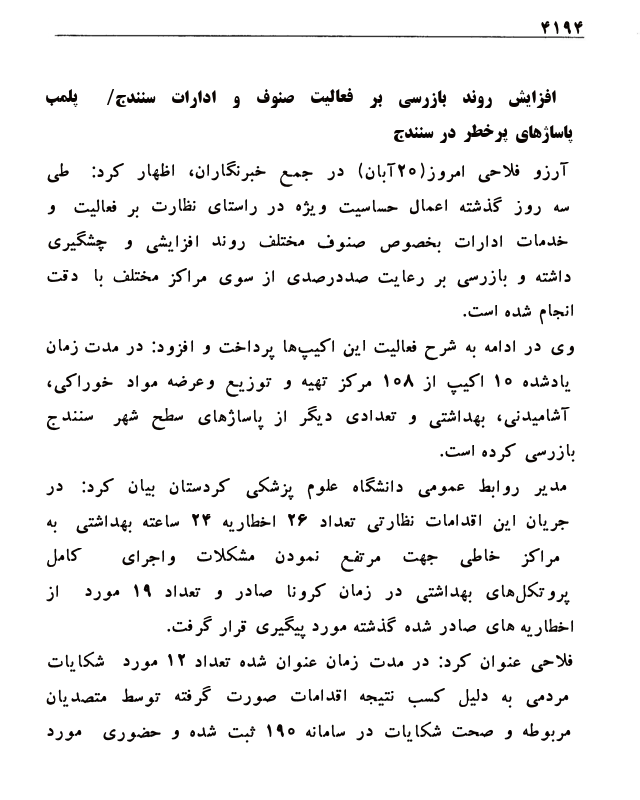 ۴۱۹۴
افزایش روند بازرسی بر فعالیت صنوف و ادارات سنندج/ پلمب
پاساژهای پرخطر در سنندج
آرزو فلاحی امروز(۲۰آبان) در جمع خبرنگاران، اظهار کرد: طی
سه روز گذشته اعمال حساسیت ویژه در راستای نظارت بر فعالیت و
خدمات ادارات بخصوص صنوف مختلف روند افزایشی و چشگیری
داشته و بازرسی بر رعایت صددرصدی از سوی مراکز مختلف با دقت
انجام شده است.
وی در ادامه به شرح فعالیت این اکیپ‌ها پرداخت و افزود: در مدت زمان
یادشده ۱۰ اکیپ از ۱۰۸ مرکز تهیه و توزیع وعرضه مواد خوراکی،
آشامیدنی، بهداشتی و تعدادی دیگر از پاساژهای سطح شهر سنندج
بازرسی کرده است.
مدیر روابط عمومی دانشگاه علوم پزشکی کردستان بیان کرد: در
جریان این اقدامات نظارتی تعداد ۲۶ اخطاریه ۲۴ ساعته بهداشتی به
مراکز خاطی جهت مرتفع نمودن مشکلات واجرای کامل
پروتکل‌های بهداشتی در زمان کرونا صادر و تعداد ۱۹ مورد از
اخطاریه های صادر شده گذشته مورد پیگیری قرار گرفت.
فلاحی عنوان کرد: در مدت زمان عنوان شده تعداد ۱۲ مورد شکایات
مردمی به دلیل کسب نتیجه اقدامات صورت گرفته توسط متصدیان
مربوطه و صحت شکایات در سامانه ۱۹۰ ثبت شده و حضوری مورد